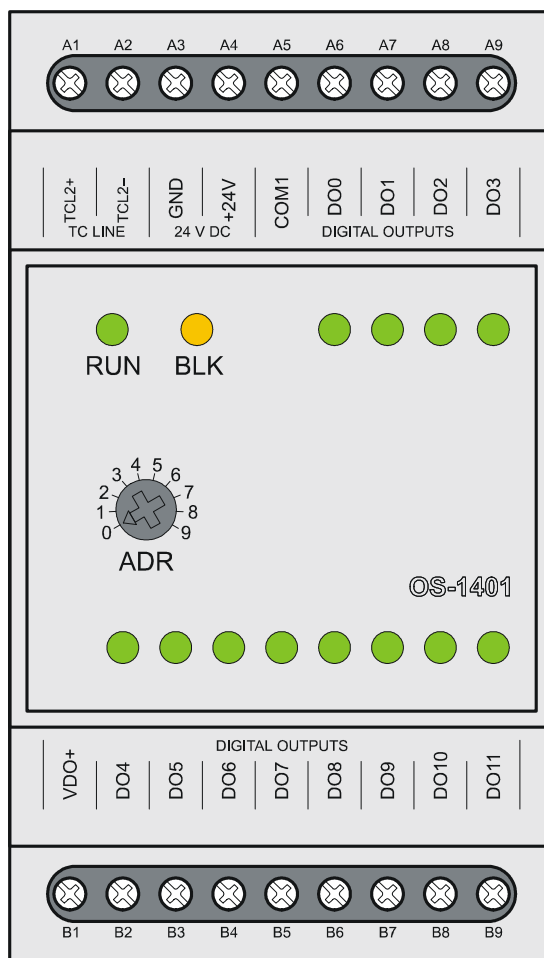 A1 A2 A3 A4 A5 A6 A7 A8 A9
TCL2+ TCL2− GND +24V COM1 DO0 DO1 DO2 DO3
TC LINE 24 V DC DIGITAL OUTPUTS
RUN BLK
0 1 2 3 4 5 6 7 8 9
ADR
OS-1401
DIGITAL OUTPUTS
VDO+ DO4 DO5 DO6 DO7 DO8 DO9 DO10 DO11
B1 B2 B3 B4 B5 B6 B7 B8 B9